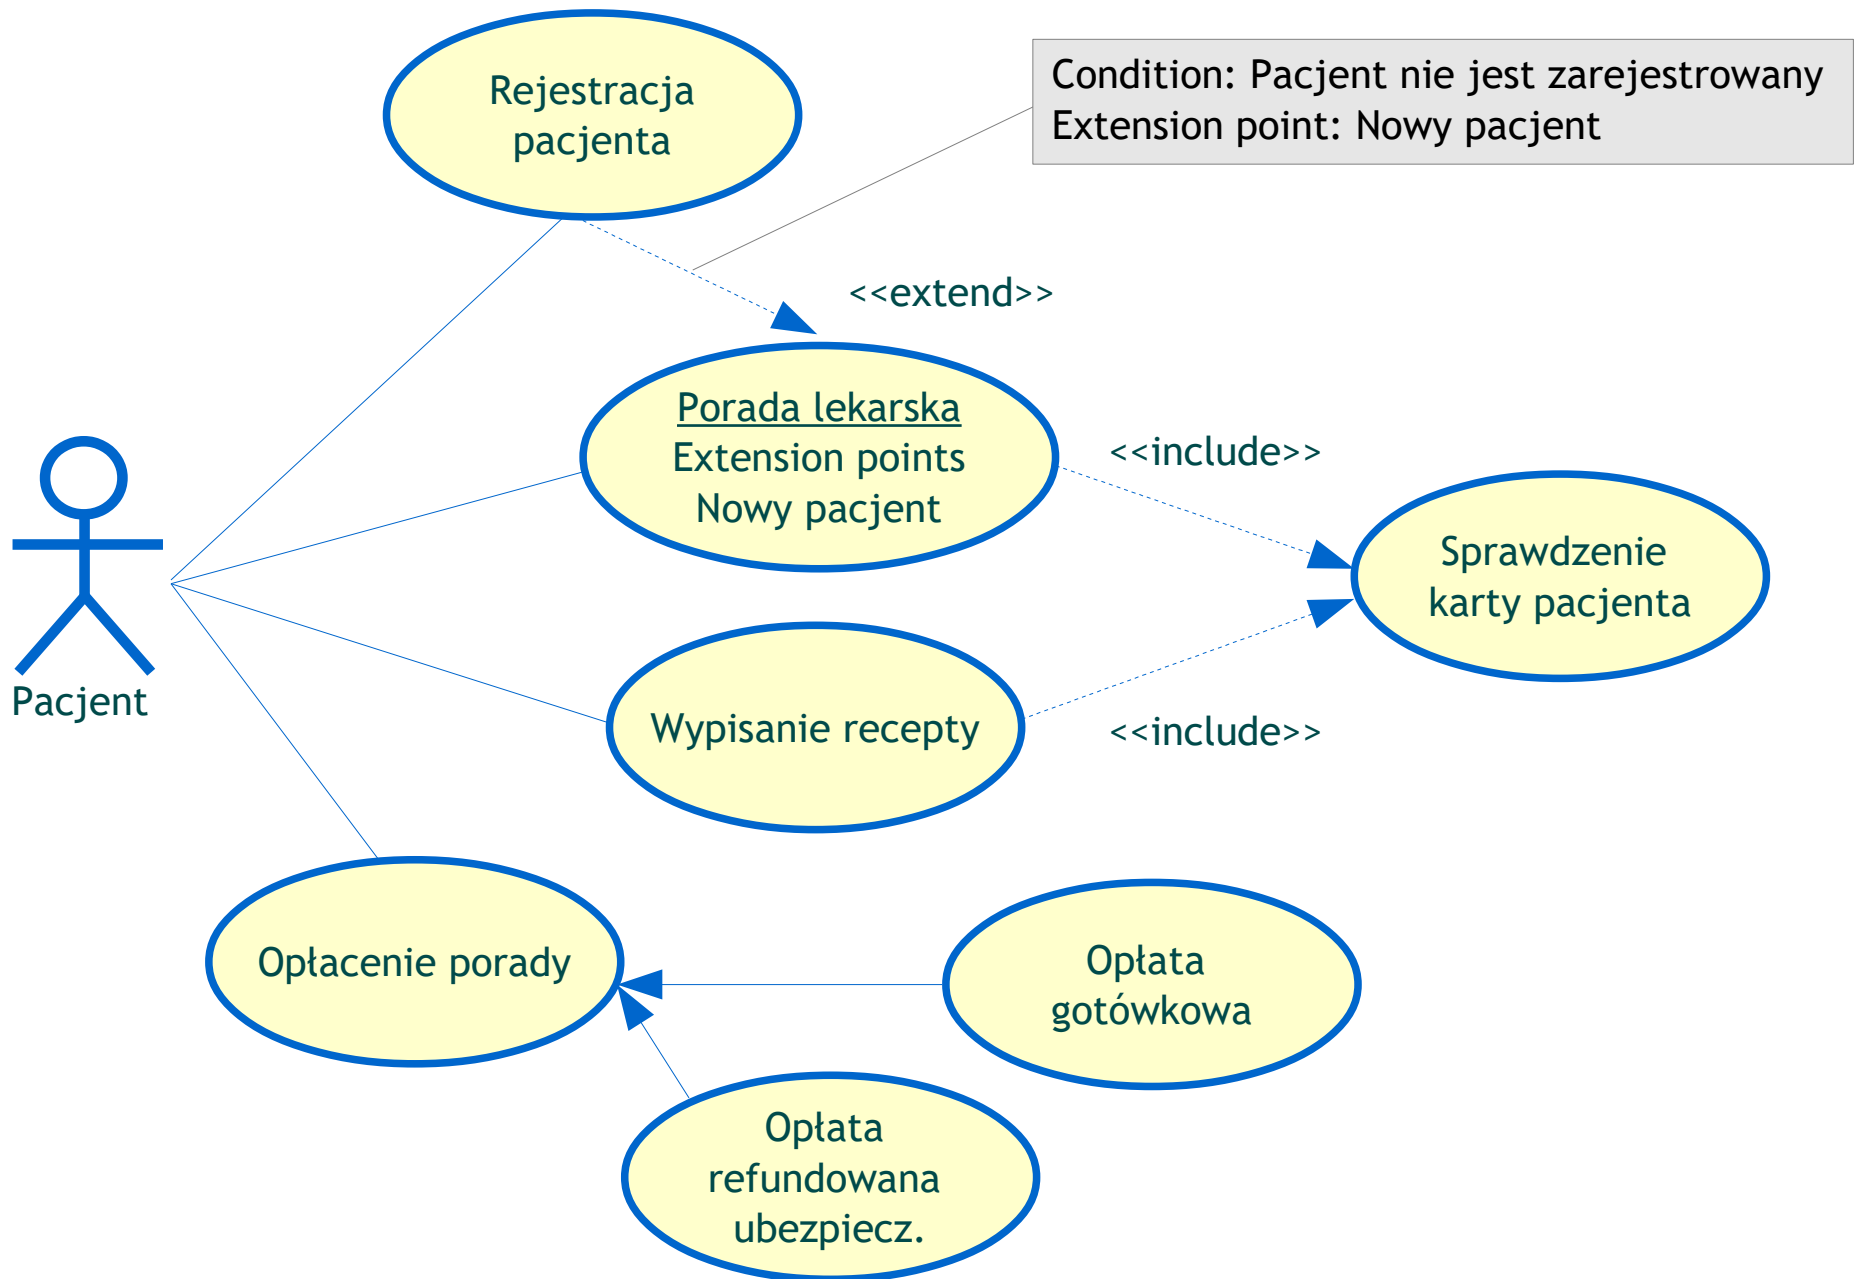 Rejestracja
pacjenta
Condition: Pacjent nie jest zarejestrowany
Extension point: Nowy pacjent
<<extend>>
Porada lekarska
Extension points
Nowy pacjent
<<include>>
Sprawdzenie
karty pacjenta
Pacjent
Wypisanie recepty
<<include>>
Opłacenie porady
Opłata
gotówkowa
Opłata
refundowana
ubezpiecz.